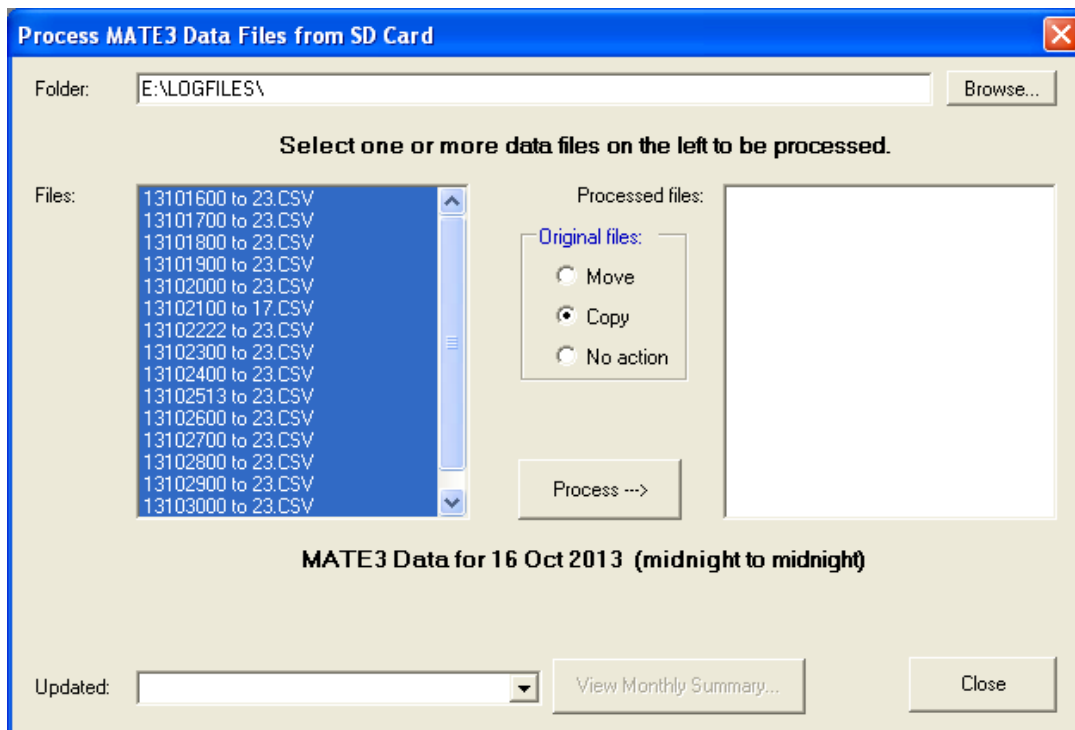 Process MATE3 Data Files from SD Card
Folder:
E:\LOGFILES\
Browse...
Select one or more data files on the left to be processed.
Files:
13101600 to 23.CSV
13101700 to 23.CSV
13101800 to 23.CSV
13101900 to 23.CSV
13102000 to 23.CSV
13102100 to 17.CSV
13102222 to 23.CSV
13102300 to 23.CSV
13102400 to 23.CSV
13102513 to 23.CSV
13102600 to 23.CSV
13102700 to 23.CSV
13102800 to 23.CSV
13102900 to 23.CSV
13103000 to 23.CSV
Processed files:
Original files:
Move
Copy
No action
Process --->
MATE3 Data for 16 Oct 2013 (midnight to midnight)
Updated:
View Monthly Summary...
Close